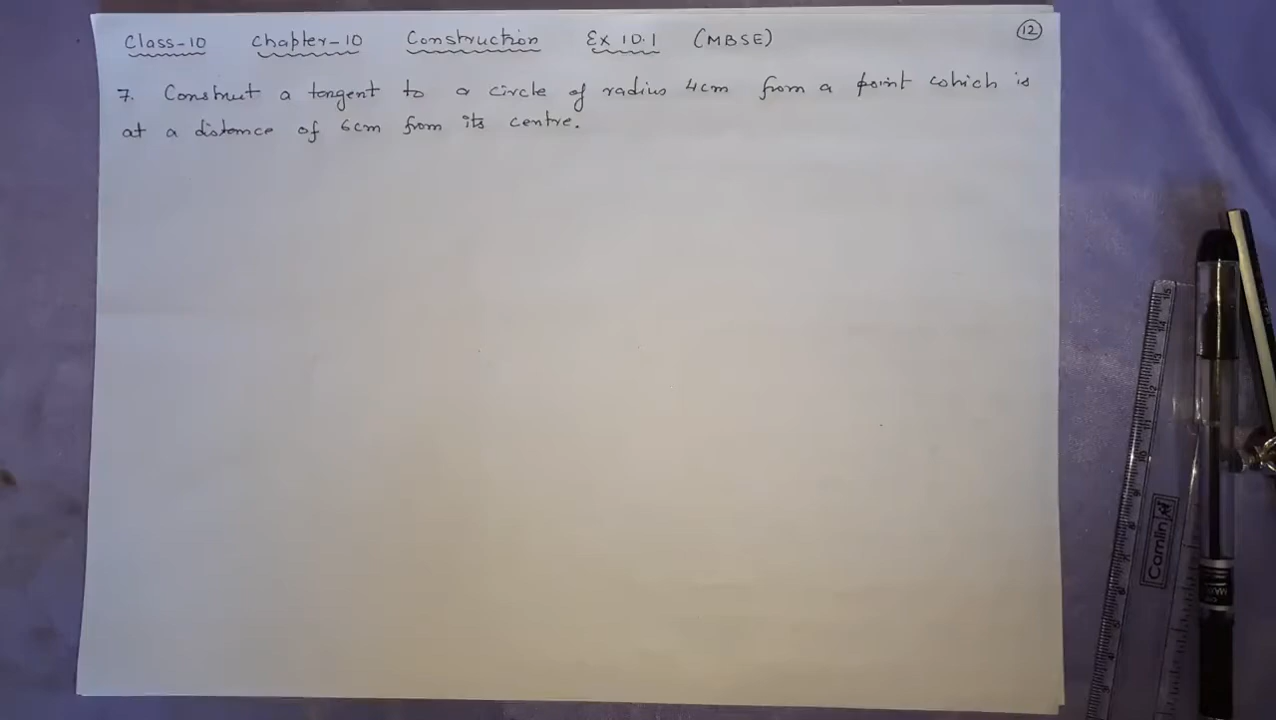 Class-10 Chapter-10 Construction Ex 10.1 (MBSE)
12
7. Construct a tangent to a circle of radius 4cm from a point which is
at a distance of 6cm from its centre.
Camlin